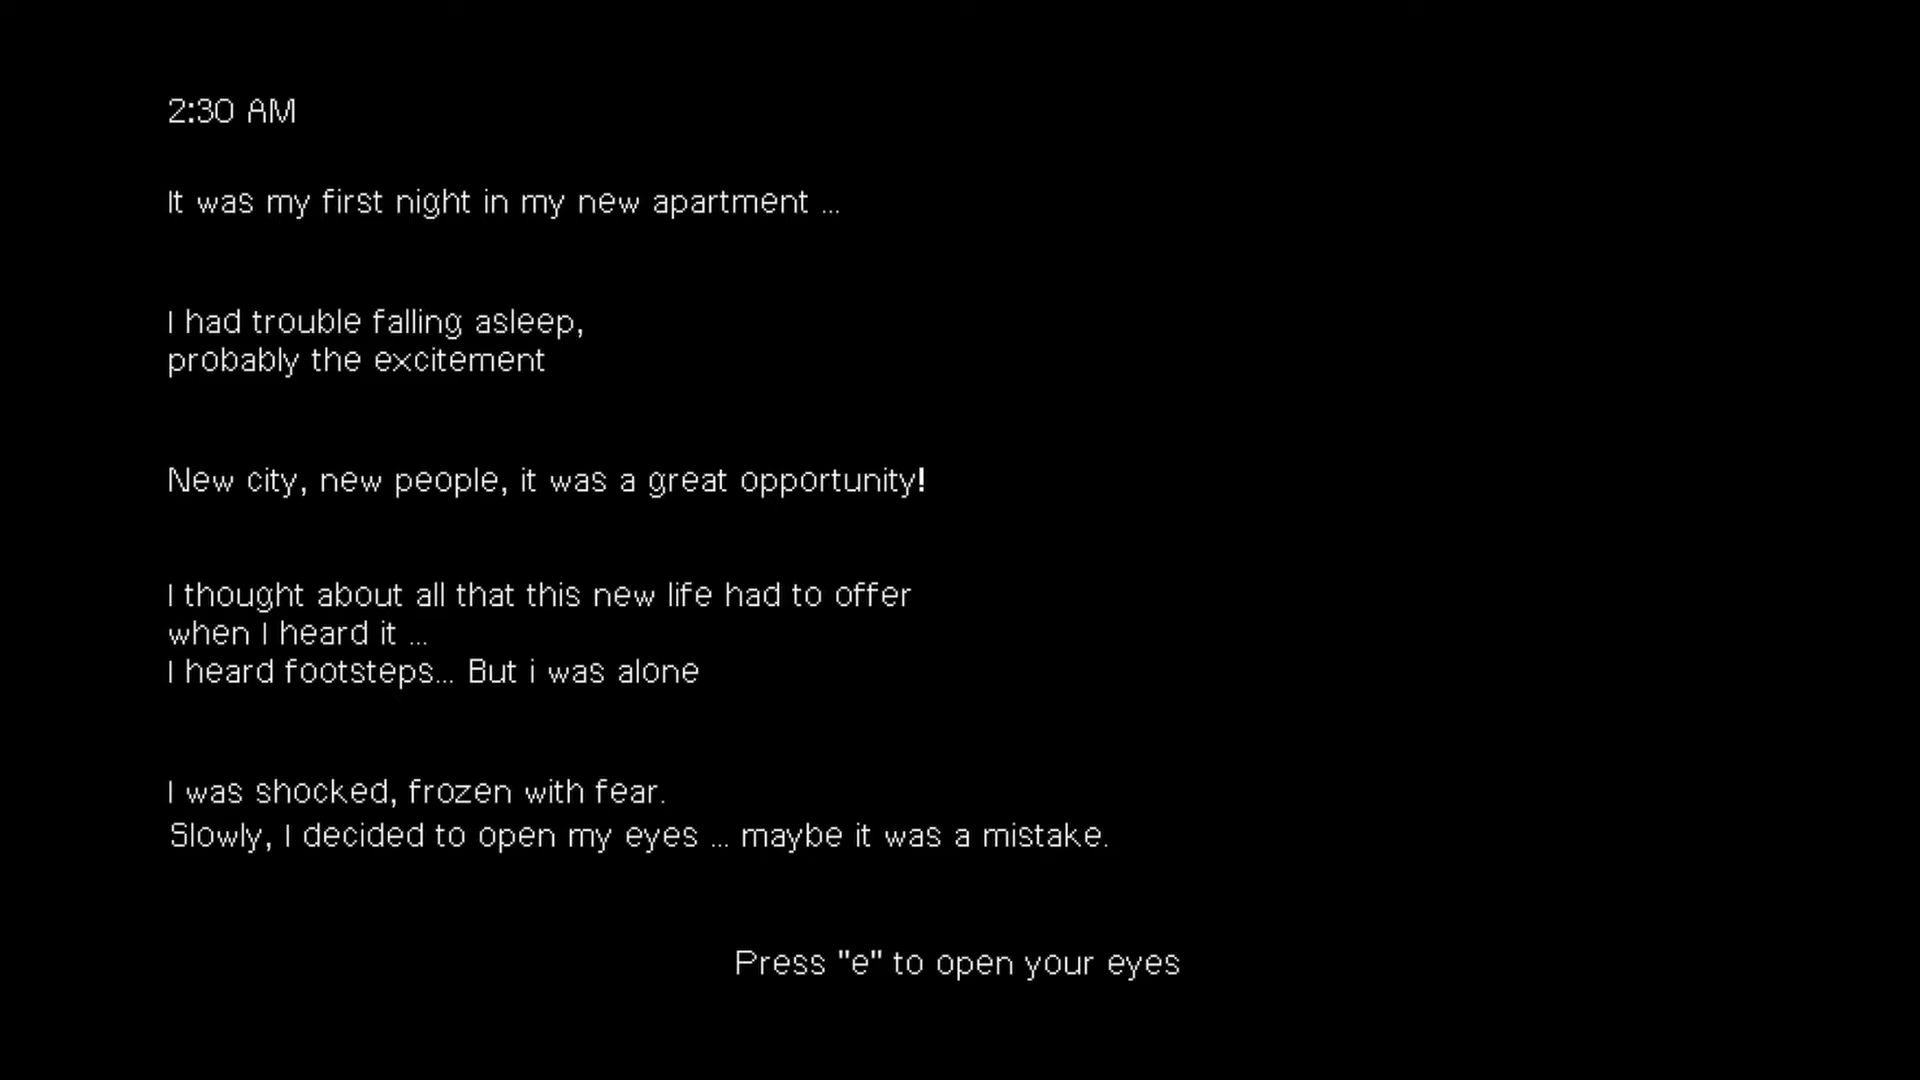 2:30 AM
It was my first night in my new apartment ...
I had trouble falling asleep,
probably the excitement
New city, new people, it was a great opportunity!
I thought about all that this new life had to offer
when I heard it ...
I heard footsteps... But i was alone
I was shocked, frozen with fear.
Slowly, I decided to open my eyes ... maybe it was a mistake.
Press "e" to open your eyes